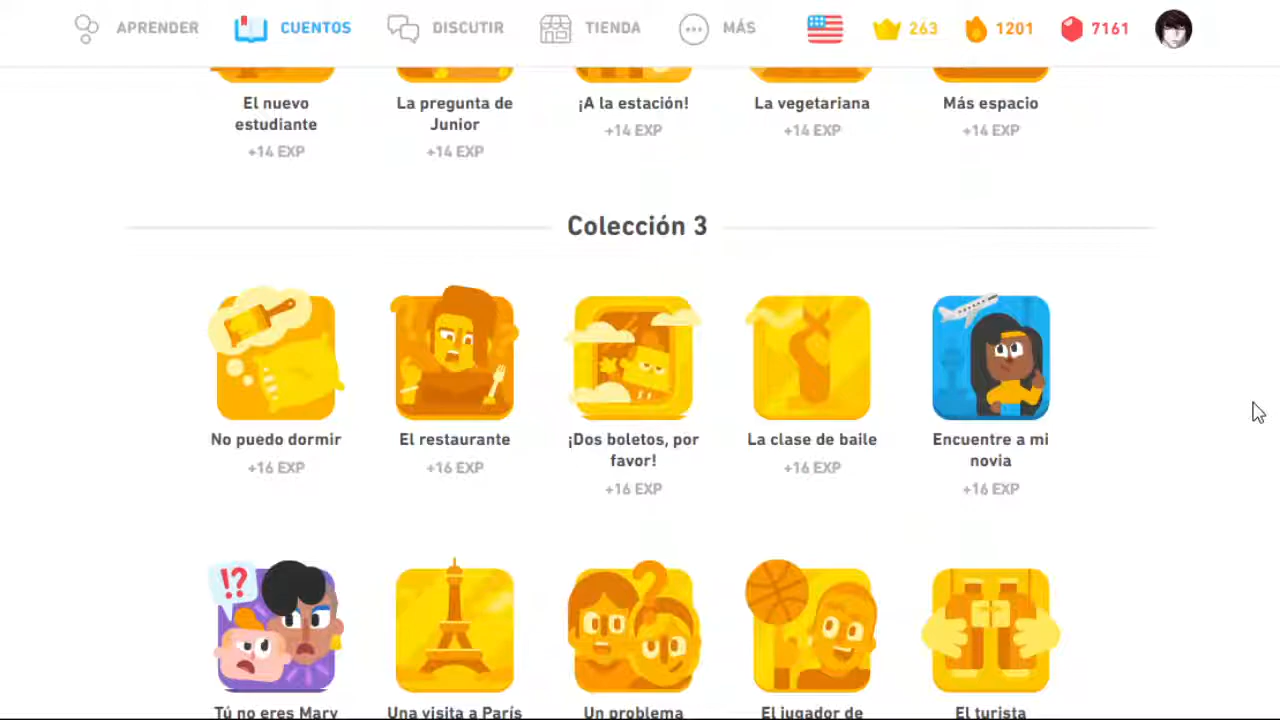 APRENDER CUENTOS DISCUTIR TIENDA MÁS 263 1201 7161
El nuevo estudiante
+14 EXP
La pregunta de Junior
+14 EXP
¡A la estación!
+14 EXP
La vegetariana
+14 EXP
Más espacio
+14 EXP
Colección 3
No puedo dormir
+16 EXP
El restaurante
+16 EXP
¡Dos boletos, por favor!
+16 EXP
La clase de baile
+16 EXP
Encuentre a mi novia
+16 EXP
!?
?
Tú no eres Mary
Una visita a París
Un problema
El jugador de
El turista